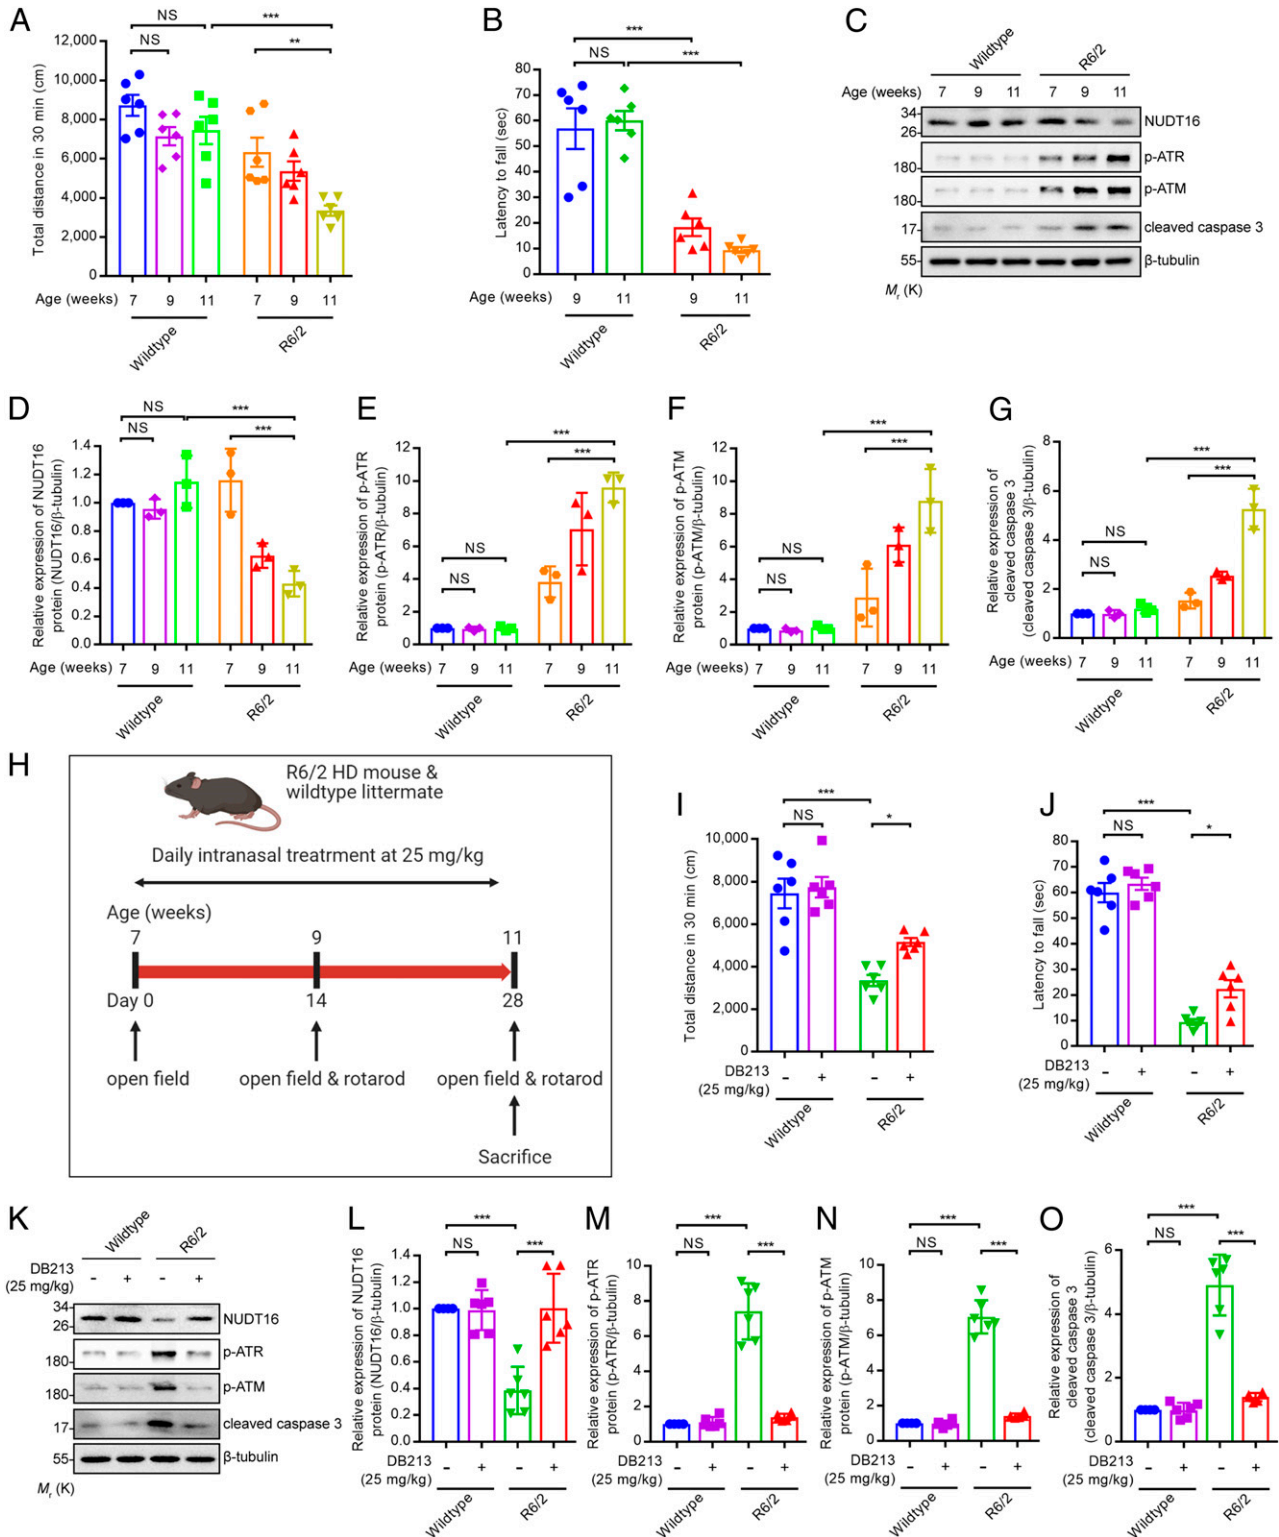 A
NS
***
NS
**
12,000
10,000
8,000
6,000
4,000
2,000
0
Total distance in 30 min (cm)
Age (weeks) 7 9 11 7 9 11
Wildtype R6/2
B
***
NS ***
80
70
60
50
40
30
20
10
0
Latency to fall (sec)
Age (weeks) 9 11 9 11
Wildtype R6/2
C
Wildtype R6/2
Age (weeks) 7 9 11 7 9 11
34 NUDT16
26
p-ATR
180
p-ATM
180
17 cleaved caspase 3
55 β-tubulin
Mr (K)
D
NS ***
NS ***
1.4
1.2
1.0
0.8
0.6
0.4
0.2
0.0
Relative expression of NUDT16
protein (NUDT16/β-tubulin)
Age (weeks) 7 9 11 7 9 11
Wildtype R6/2
E
***
***
NS
NS
12
10
8
6
4
2
0
Relative expression of p-ATR
protein (p-ATR/β-tubulin)
Age (weeks) 7 9 11 7 9 11
Wildtype R6/2
F
***
***
NS
NS
12
10
8
6
4
2
0
Relative expression of p-ATM
protein (p-ATM/β-tubulin)
Age (weeks) 7 9 11 7 9 11
Wildtype R6/2
G
***
***
NS
NS
8
6
4
2
0
Relative expression of
cleaved caspase 3
(cleaved caspase 3/β-tubulin)
Age (weeks) 7 9 11 7 9 11
Wildtype R6/2
H
R6/2 HD mouse &
wildtype littermate
Daily intranasal treatrment at 25 mg/kg
Age (weeks)
7 9 11
Day 0 14 28
open field open field & rotarod open field & rotarod
Sacrifice
I
***
NS *
10,000
8,000
6,000
4,000
2,000
0
Total distance in 30 min (cm)
DB213 - + - +
(25 mg/kg)
Wildtype R6/2
J
***
NS *
80
70
60
50
40
30
20
10
0
Latency to fall (sec)
DB213 - + - +
(25 mg/kg)
Wildtype R6/2
K
Wildtype R6/2
DB213 - + - +
(25 mg/kg)
34 NUDT16
26
p-ATR
180
p-ATM
180
17 cleaved caspase 3
55 β-tubulin
Mr (K)
L
***
NS ***
1.4
1.2
1.0
0.8
0.6
0.4
0.2
0.0
Relative expression of NUDT16
protein (NUDT16/β-tubulin)
DB213 - + - +
(25 mg/kg)
Wildtype R6/2
M
***
NS ***
10
8
6
4
2
0
Relative expression of p-ATR
protein (p-ATR/β-tubulin)
DB213 - + - +
(25 mg/kg)
Wildtype R6/2
N
***
NS ***
10
8
6
4
2
0
Relative expression of p-ATM
protein (p-ATM/β-tubulin)
DB213 - + - +
(25 mg/kg)
Wildtype R6/2
O
***
NS ***
6
4
2
0
Relative expression of
cleaved caspase 3
(cleaved caspase 3/β-tubulin)
DB213 - + - +
(25 mg/kg)
Wildtype R6/2